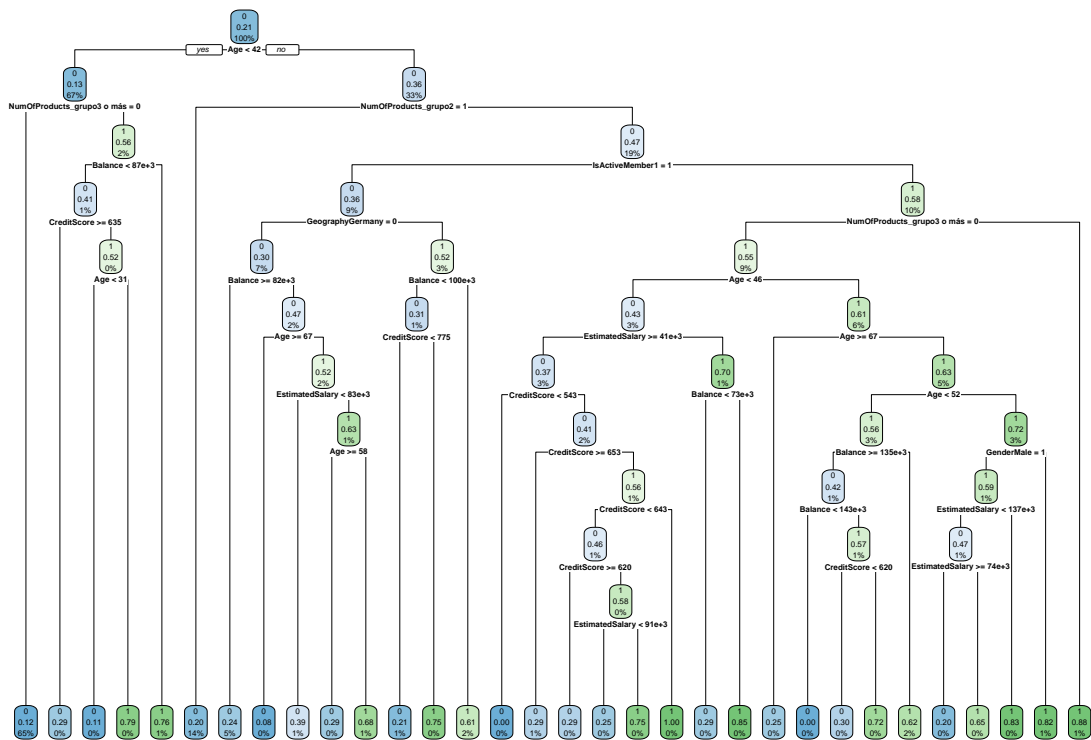 0
0.21
100%
yes Age < 42 no
0 0
0.13 0.36
67% 33%
NumOfProducts_grupo3 o más = 0 NumOfProducts_grupo2 = 1
1 0
0.56 0.47
2% 19%
Balance < 87e+3 IsActiveMember1 = 1
0 0 1
0.41 0.36 0.58
1% 9% 10%
CreditScore >= 635 GeographyGermany = 0 NumOfProducts_grupo3 o más = 0
1 0 1 1
0.52 0.30 0.52 0.55
0% 7% 3% 9%
Age < 31 Balance >= 82e+3 Balance < 100e+3 Age < 46
0 0 0 1
0.47 0.31 0.43 0.61
2% 1% 3% 6%
Age >= 67 CreditScore < 775 EstimatedSalary >= 41e+3 Age >= 67
1 0 1 1
0.52 0.37 0.70 0.63
2% 3% 1% 5%
EstimatedSalary < 83e+3 CreditScore < 543 Balance < 73e+3 Age < 52
1 0 1 1
0.63 0.41 0.56 0.72
1% 2% 3% 3%
Age >= 58 CreditScore >= 653 Balance >= 135e+3 GenderMale = 1
1 0 1
0.56 0.42 0.59
1% 1% 1%
CreditScore < 643 Balance < 143e+3 EstimatedSalary < 137e+3
0 1 0
0.46 0.57 0.47
1% 1% 1%
CreditScore >= 620 CreditScore < 620 EstimatedSalary >= 74e+3
1
0.58
0%
EstimatedSalary < 91e+3
0 0 0 1 1 0 0 0 0 0 1 0 1 1 0 0 0 0 1 1 0 1 0 0 0 1 1 0 1 1 1 1
0.12 0.29 0.11 0.79 0.76 0.20 0.24 0.08 0.39 0.29 0.68 0.21 0.75 0.61 0.00 0.29 0.29 0.25 0.75 1.00 0.29 0.85 0.25 0.00 0.30 0.72 0.62 0.20 0.65 0.83 0.82 0.88
65% 0% 0% 0% 1% 14% 5% 0% 1% 0% 1% 1% 0% 2% 0% 1% 0% 0% 0% 0% 0% 0% 0% 0% 0% 0% 2% 0% 0% 0% 1% 1%